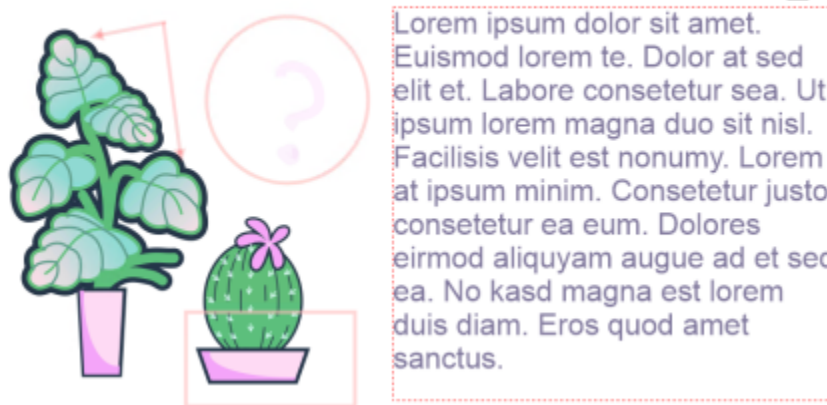 Lorem ipsum dolor sit amet.
Euismod lorem te. Dolor at sed
elit et. Labore consetetur sea. Ut
ipsum lorem magna duo sit nisl.
Facilisis velit est nonumy. Lorem
at ipsum minim. Consetetur justo
consetetur ea eum. Dolores
eirmod aliquyam augue ad et sed
ea. No kasd magna est lorem
duis diam. Eros quod amet
sanctus.
?